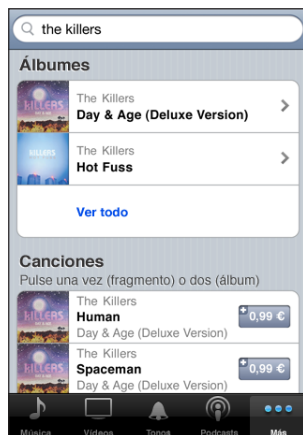 the killers
Álbumes
The Killers
Day & Age (Deluxe Version)
The Killers
Hot Fuss
Ver todo
Canciones
Pulse una vez (fragmento) o dos (álbum)
The Killers
Human
Day & Age (Deluxe Version)
0,99 €
The Killers
Spaceman
Day & Age (Deluxe Version)
0,99 €
Música Vídeos Tonos Podcasts Más